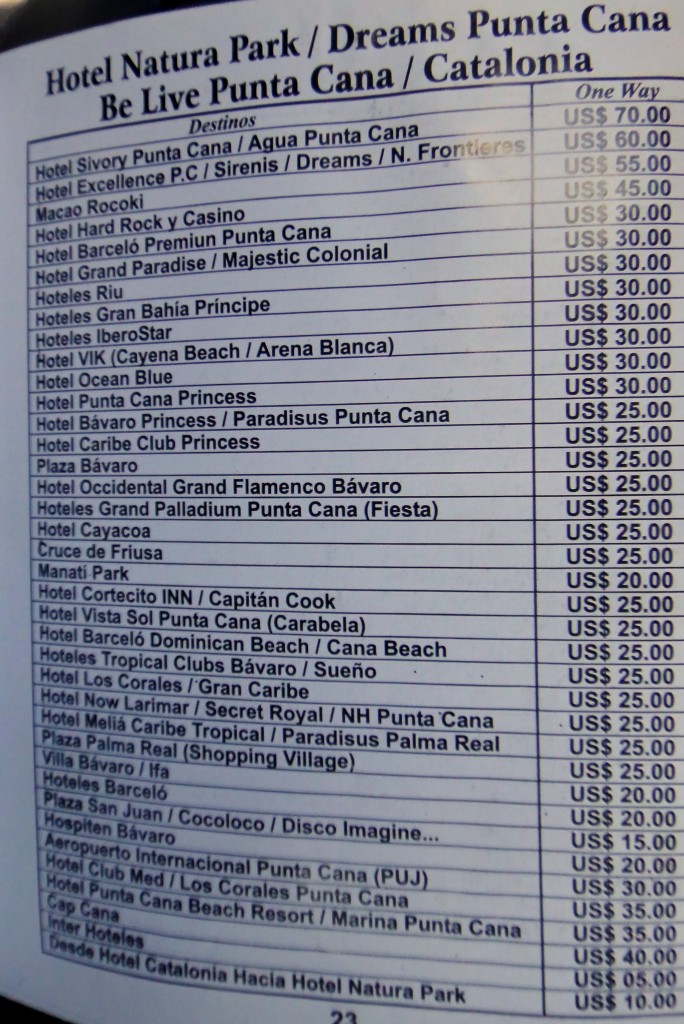 Hotel Natura Park / Dreams Punta Cana
Be Live Punta Cana / Catalonia
Destinos One Way
Hotel Sivory Punta Cana / Agua Punta Cana US$ 70.00
Hotel Excellence P.C / Sirenis / Dreams / N. Frontieres US$ 60.00
Macao Rocoki US$ 55.00
Hotel Hard Rock y Casino US$ 45.00
Hotel Barceló Premiun Punta Cana US$ 30.00
Hotel Grand Paradise / Majestic Colonial US$ 30.00
Hoteles Riu US$ 30.00
Hoteles Gran Bahía Príncipe US$ 30.00
Hoteles IberoStar US$ 30.00
Hotel VIK (Cayena Beach / Arena Blanca) US$ 30.00
Hotel Ocean Blue US$ 30.00
Hotel Punta Cana Princess US$ 30.00
Hotel Bávaro Princess / Paradisus Punta Cana US$ 25.00
Hotel Caribe Club Princess US$ 25.00
Plaza Bávaro US$ 25.00
Hotel Occidental Grand Flamenco Bávaro US$ 25.00
Hoteles Grand Palladium Punta Cana (Fiesta) US$ 25.00
Hotel Cayacoa US$ 25.00
Cruce de Friusa US$ 25.00
Manatí Park US$ 20.00
Hotel Cortecito INN / Capitán Cook US$ 25.00
Hotel Vista Sol Punta Cana (Carabela) US$ 25.00
Hotel Barceló Dominican Beach / Cana Beach US$ 25.00
Hoteles Tropical Clubs Bávaro / Sueño US$ 25.00
Hotel Los Corales / Gran Caribe US$ 25.00
Hotel Now Larimar / Secret Royal / NH Punta Cana US$ 25.00
Hotel Meliá Caribe Tropical / Paradisus Palma Real US$ 25.00
Plaza Palma Real (Shopping Village) US$ 25.00
Villa Bávaro / Ifa US$ 20.00
Hoteles Barceló US$ 20.00
Plaza San Juan / Cocoloco / Disco Imagine... US$ 15.00
Hospiten Bávaro US$ 20.00
Aeropuerto Internacional Punta Cana (PUJ) US$ 30.00
Hotel Club Med / Los Corales Punta Cana US$ 35.00
Hotel Punta Cana Beach Resort / Marina Punta Cana US$ 35.00
Cap Cana US$ 40.00
Inter Hoteles US$ 05.00
Desde Hotel Catalonia Hacia Hotel Natura Park US$ 10.00
23